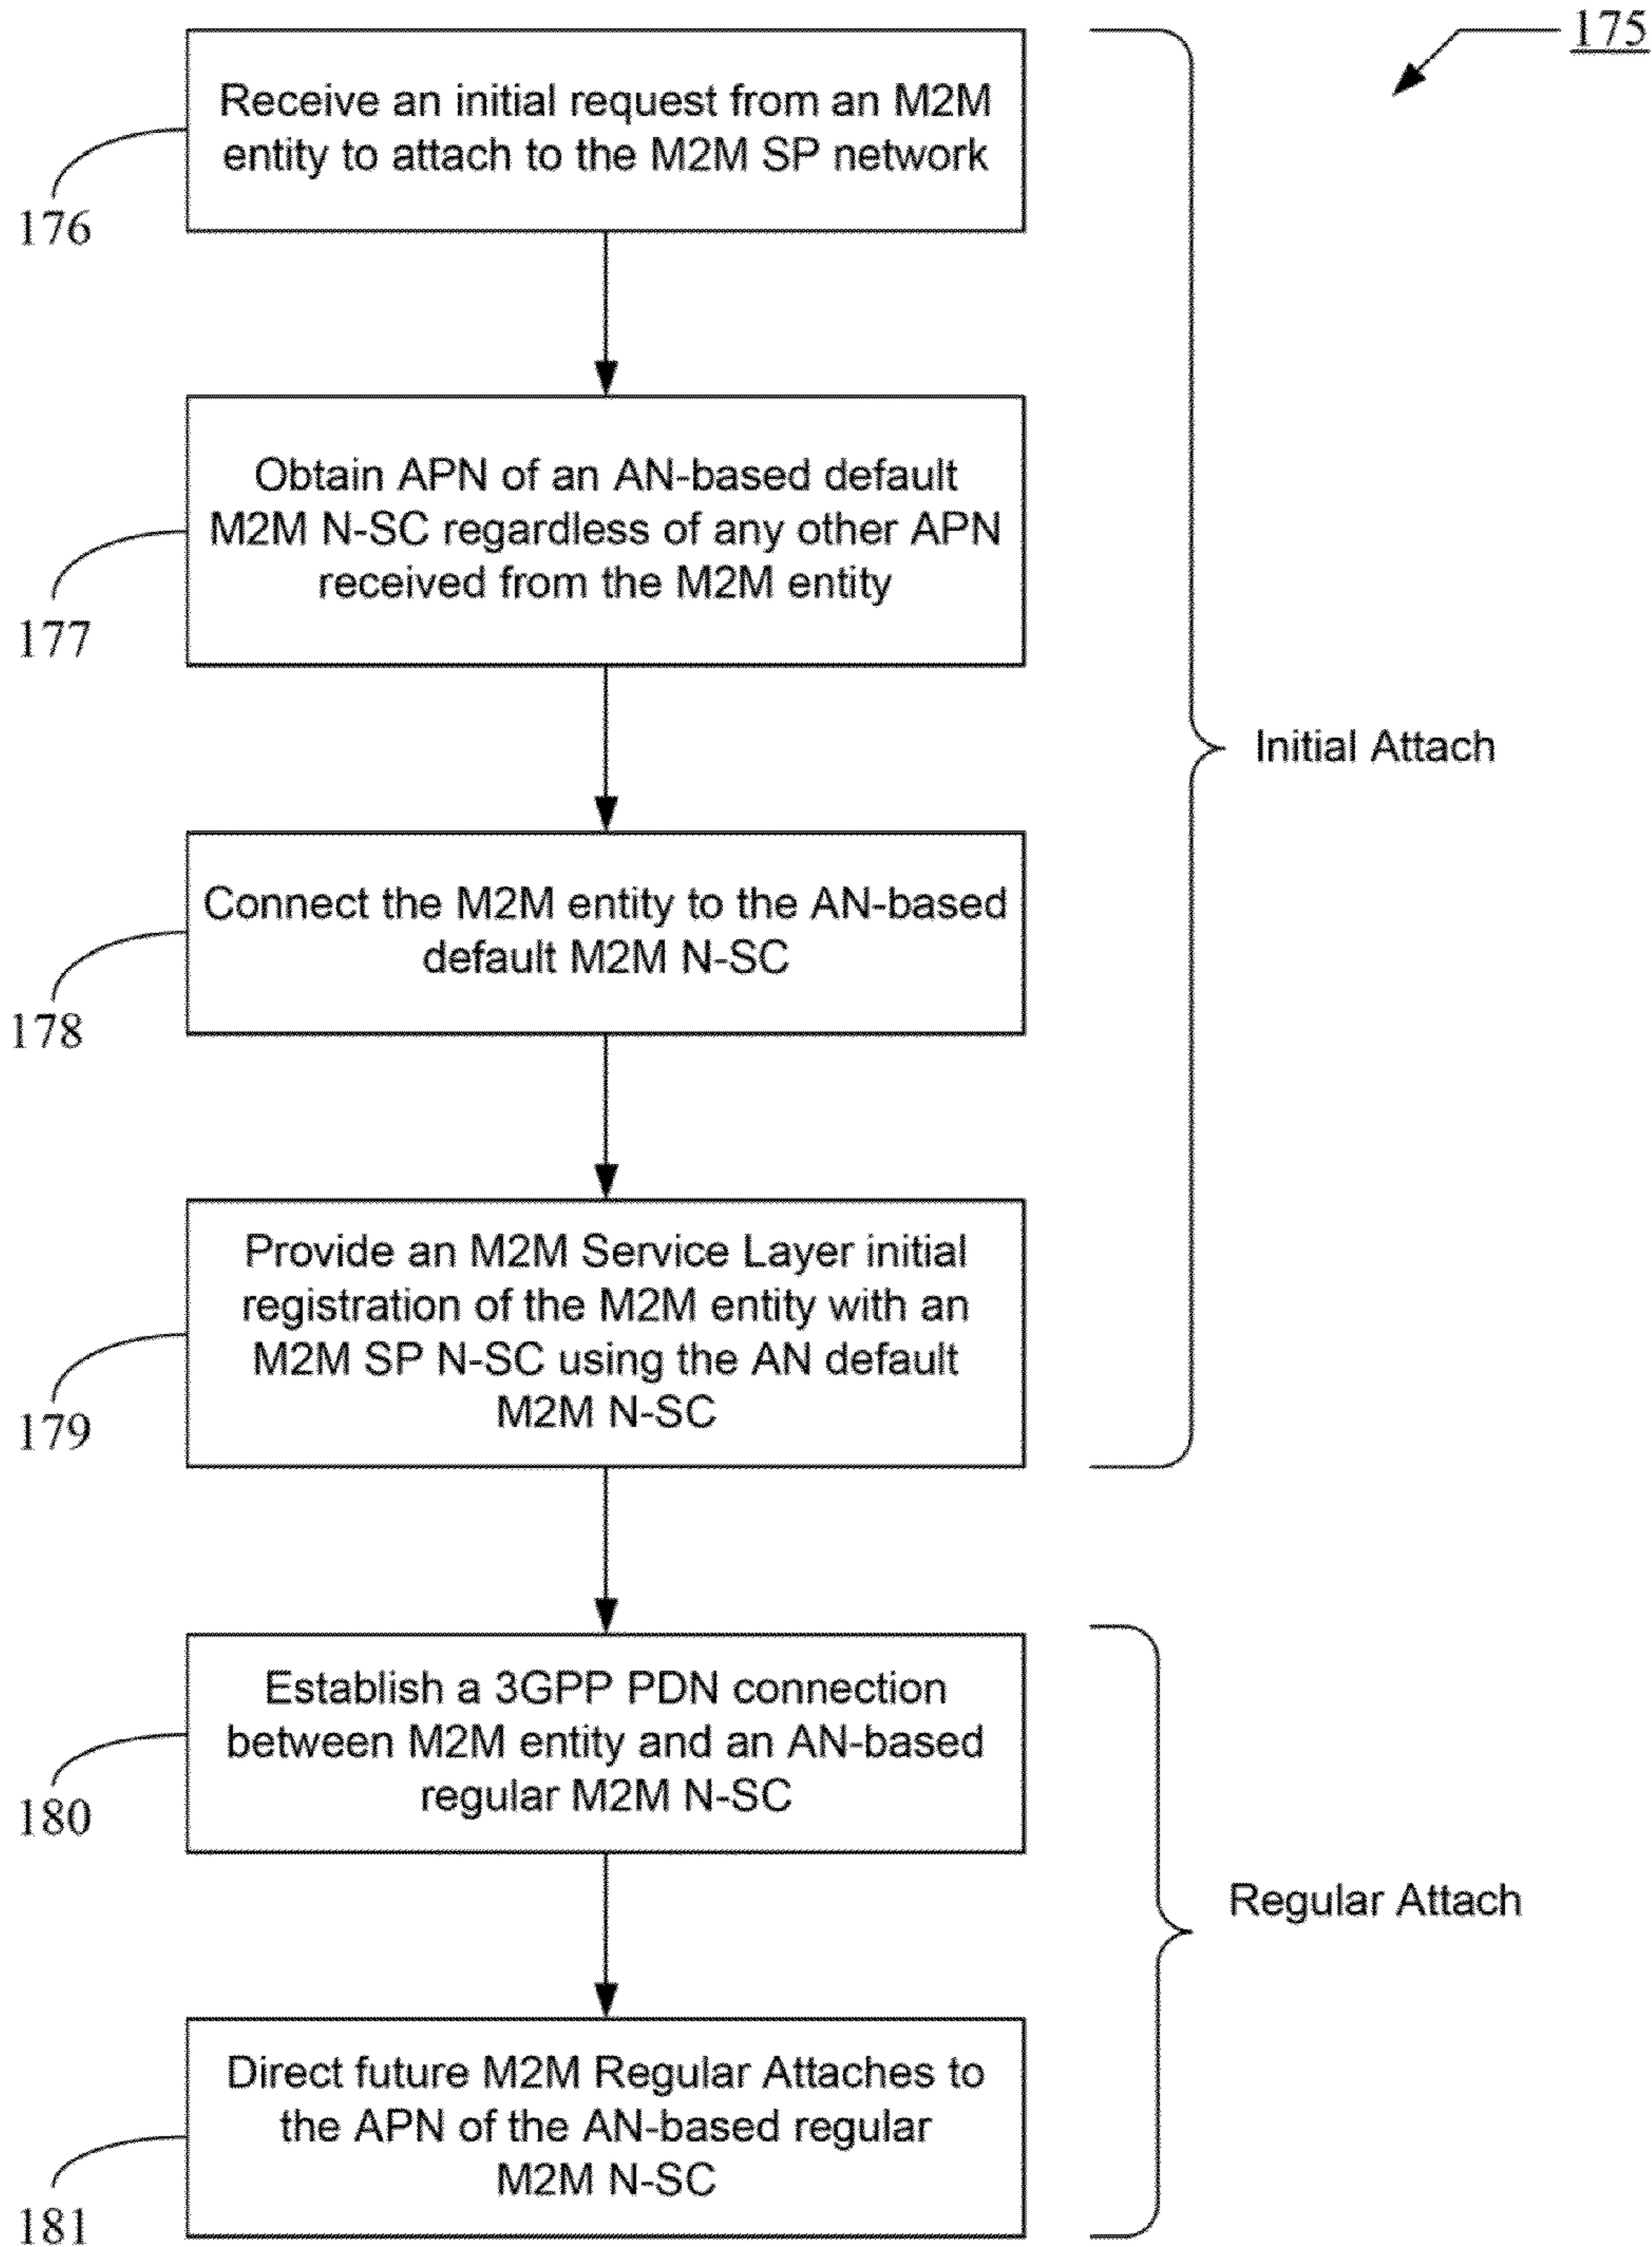 175
Receive an initial request from an M2M
entity to attach to the M2M SP network
176
Obtain APN of an AN-based default
M2M N-SC regardless of any other APN
received from the M2M entity
177
Initial Attach
Connect the M2M entity to the AN-based
default M2M N-SC
178
Provide an M2M Service Layer initial
registration of the M2M entity with an
M2M SP N-SC using the AN default
M2M N-SC
179
Establish a 3GPP PDN connection
between M2M entity and an AN-based
regular M2M N-SC
180
Regular Attach
Direct future M2M Regular Attaches to
the APN of the AN-based regular
M2M N-SC
181